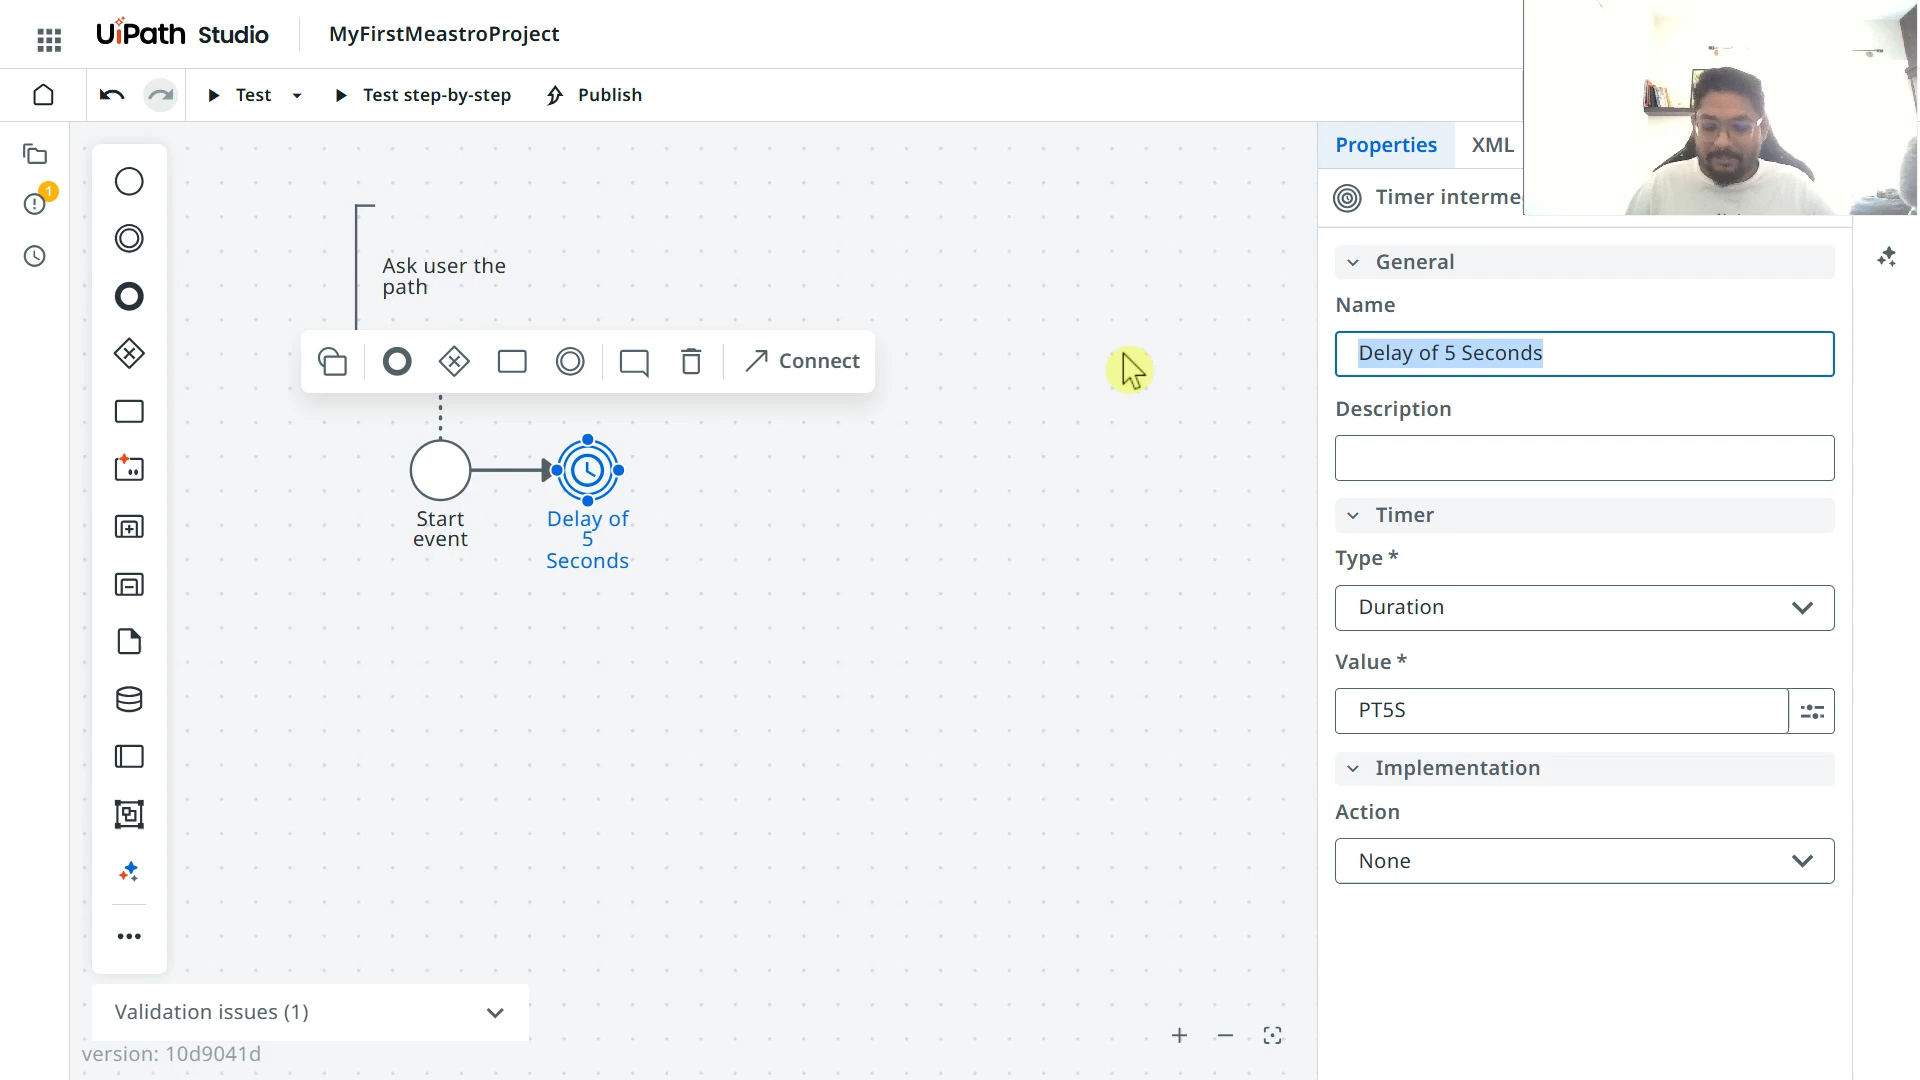 UiPath Studio
MyFirstMeastroProject
Test
Test step-by-step
Publish
Properties
XML
1
Timer interme
General
Name
Delay of 5 Seconds
Description
Timer
Type *
Duration
Value *
PT5S
Implementation
Action
None
Ask user the
path
Connect
Start
event
Delay of
5
Seconds
Validation issues (1)
version: 10d9041d